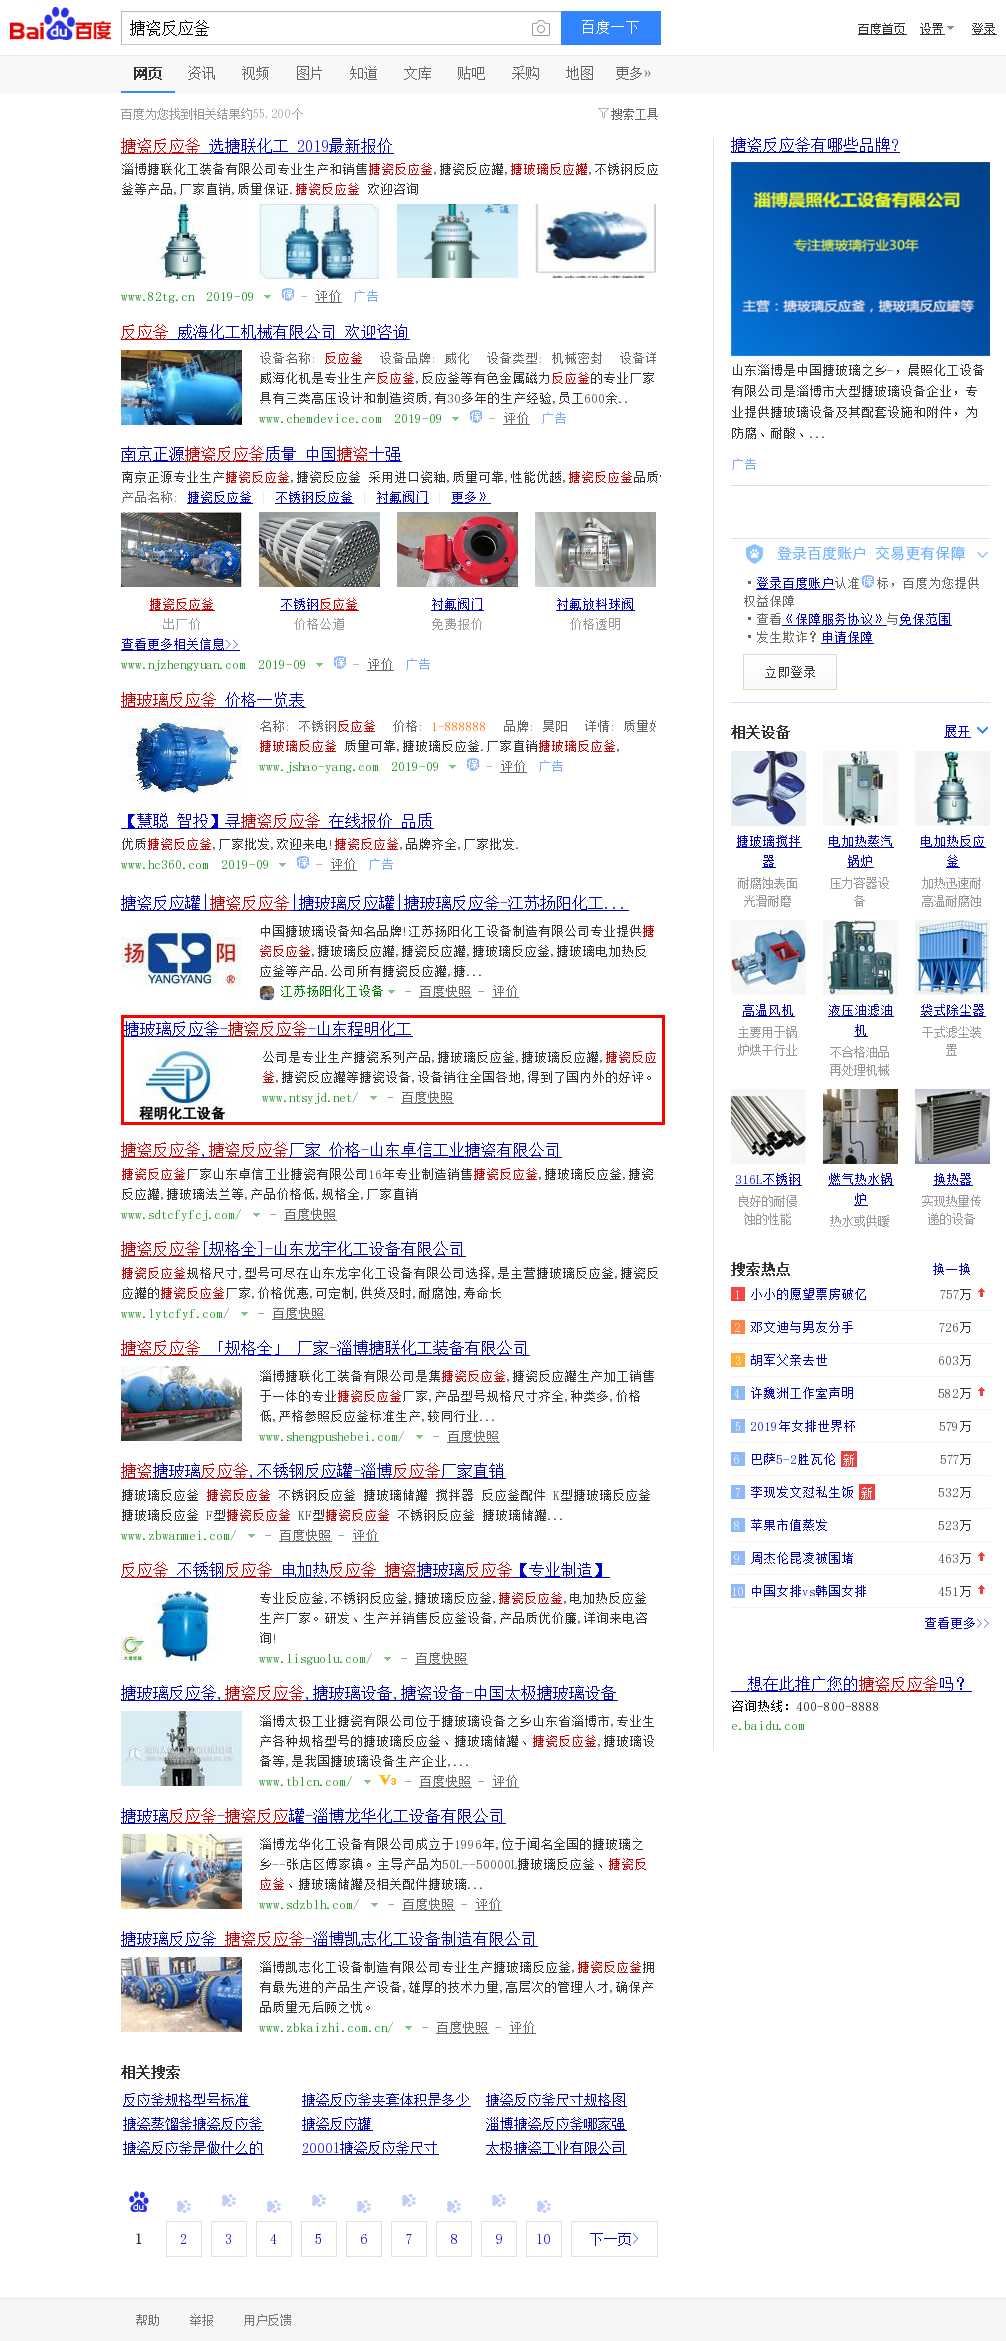 Bai du 百度
搪瓷反应釜
百度一下
百度首页 设置 登录
网页 资讯 视频 图片 知道 文库 贴吧 采购 地图 更多»
百度为您找到相关结果约55,200个
搜索工具
搪瓷反应釜 选搪联化工 2019最新报价
淄博搪联化工装备有限公司专业生产和销售搪瓷反应釜,搪瓷反应罐,搪玻璃反应罐,不锈钢反应
釜等产品,厂家直销,质量保证.搪瓷反应釜 欢迎咨询
www.82tg.cn 2019-09 保 - 评价 广告
反应釜 威海化工机械有限公司 欢迎咨询
设备名称: 反应釜 设备品牌: 威化 设备类型: 机械密封 设备详
威海化机是专业生产反应釜,反应釜等有色金属磁力反应釜的专业厂家
具有三类高压设计和制造资质,有30多年的生产经验,员工600余..
www.chemdevice.com 2019-09 保 - 评价 广告
南京正源搪瓷反应釜质量 中国搪瓷十强
南京正源专业生产搪瓷反应釜,搪瓷反应釜 采用进口瓷釉,质量可靠,性能优越,搪瓷反应釜品质
产品名称: 搪瓷反应釜 | 不锈钢反应釜 | 衬氟阀门 | 更多》
搪瓷反应釜 不锈钢反应釜 衬氟阀门 衬氟放料球阀
出厂价 价格公道 免费报价 价格透明
查看更多相关信息>>
www.njzhengyuan.com 2019-09 保 - 评价 广告
搪玻璃反应釜 价格一览表
名称: 不锈钢反应釜 价格: 1-888888 品牌: 昊阳 详情: 质量好
搪玻璃反应釜 质量可靠,搪玻璃反应釜.厂家直销搪玻璃反应釜,
www.jshao-yang.com 2019-09 保 - 评价 广告
【慧聪 智投】寻搪瓷反应釜 在线报价 品质
优质搪瓷反应釜,厂家批发,欢迎来电!搪瓷反应釜,品牌齐全,厂家批发.
www.hc360.com 2019-09 保 - 评价 广告
搪瓷反应罐|搪瓷反应釜|搪玻璃反应罐|搪玻璃反应釜-江苏扬阳化工...
扬 阳
YANGYANG ®
中国搪玻璃设备知名品牌!江苏扬阳化工设备制造有限公司专业提供搪
瓷反应釜,搪玻璃反应罐,搪瓷反应罐,搪玻璃反应釜,搪玻璃电加热反
应釜等产品.公司所有搪瓷反应罐,搪...
江苏扬阳化工设备 - 百度快照 - 评价
搪玻璃反应釜-搪瓷反应釜-山东程明化工
程明化工设备
公司是专业生产搪瓷系列产品,搪玻璃反应釜,搪玻璃反应罐,搪瓷反应
釜,搪瓷反应罐等搪瓷设备,设备销往全国各地,得到了国内外的好评。
www.ntsyjd.net/ - 百度快照
搪瓷反应釜,搪瓷反应釜厂家 价格-山东卓信工业搪瓷有限公司
搪瓷反应釜厂家山东卓信工业搪瓷有限公司16年专业制造销售搪瓷反应釜,搪玻璃反应釜,搪瓷
反应罐,搪玻璃法兰等,产品价格低,规格全,厂家直销
www.sdtcfyfcj.com/ - 百度快照
搪瓷反应釜[规格全]-山东龙宇化工设备有限公司
搪瓷反应釜规格尺寸,型号可尽在山东龙宇化工设备有限公司选择,是主营搪玻璃反应釜,搪瓷反
应罐的搪瓷反应釜厂家,价格优惠,可定制,供货及时,耐腐蚀,寿命长
www.lytcfyf.com/ - 百度快照
搪瓷反应釜 「规格全」 厂家-淄博搪联化工装备有限公司
淄博搪联化工装备有限公司是集搪瓷反应釜,搪瓷反应罐生产加工销售
于一体的专业搪瓷反应釜厂家,产品型号规格尺寸齐全,种类多,价格
低,严格参照反应釜标准生产,较同行业...
www.shengpushebei.com/ - 百度快照
搪瓷搪玻璃反应釜,不锈钢反应罐-淄博反应釜厂家直销
搪玻璃反应釜 搪瓷反应釜 不锈钢反应釜 搪玻璃储罐 搅拌器 反应釜配件 K型搪玻璃反应釜
搪玻璃反应釜 F型搪瓷反应釜 KF型搪瓷反应釜 不锈钢反应釜 搪玻璃储罐...
www.zbwanmei.com/ - 百度快照 - 评价
反应釜 不锈钢反应釜 电加热反应釜 搪瓷搪玻璃反应釜【专业制造】
专业反应釜,不锈钢反应釜,搪玻璃反应釜,搪瓷反应釜,电加热反应釜
生产厂家。研发、生产并销售反应釜设备,产品质优价廉,详询来电咨
询!
www.lisguolu.com/ - 百度快照
搪玻璃反应釜,搪瓷反应釜,搪玻璃设备,搪瓷设备-中国太极搪玻璃设备
淄博太极工业搪瓷有限公司位于搪玻璃设备之乡山东省淄博市,专业生
产各种规格型号的搪玻璃反应釜、搪玻璃储罐、搪瓷反应釜,搪玻璃设
备等,是我国搪玻璃设备生产企业,...
www.tblcn.com/ V3 - 百度快照 - 评价
搪玻璃反应釜-搪瓷反应罐-淄博龙华化工设备有限公司
淄博龙华化工设备有限公司成立于1996年,位于闻名全国的搪玻璃之
乡--张店区傅家镇。主导产品为50L--50000L搪玻璃反应釜、搪瓷反
应釜、搪玻璃储罐及相关配件搪玻璃...
www.sdzblh.com/ - 百度快照 - 评价
搪玻璃反应釜 搪瓷反应釜-淄博凯志化工设备制造有限公司
淄博凯志化工设备制造有限公司专业生产搪玻璃反应釜,搪瓷反应釜拥
有最先进的产品生产设备,雄厚的技术力量,高层次的管理人才,确保产
品质量无后顾之忧。
www.zbkaizhi.com.cn/ - 百度快照 - 评价
相关搜索
反应釜规格型号标准 搪瓷反应釜夹套体积是多少 搪瓷反应釜尺寸规格图
搪瓷蒸馏釜搪瓷反应釜 搪瓷反应罐 淄博搪瓷反应釜哪家强
搪瓷反应釜是做什么的 2000l搪瓷反应釜尺寸 太极搪瓷工业有限公司
1 2 3 4 5 6 7 8 9 10 下一页>
搪瓷反应釜有哪些品牌?
淄博晨照化工设备有限公司
专注搪玻璃行业30年
主营：搪玻璃反应釜，搪玻璃反应罐等
山东淄博是中国搪玻璃之乡-，晨照化工设备
有限公司是淄博市大型搪玻璃设备企业，专
业提供搪玻璃设备及其配套设施和附件，为
防腐、耐酸、...
广告
登录百度账户 交易更有保障
·登录百度账户认准保标，百度为您提供
权益保障
·查看《保障服务协议》与免保范围
·发生欺诈?申请保障
立即登录
相关设备 展开
搪玻璃搅拌器 电加热蒸汽锅炉 电加热反应釜
耐腐蚀表面光滑耐磨 压力容器设备 加热迅速耐高温耐腐蚀
高温风机 液压油滤油机 袋式除尘器
主要用于锅炉烘干行业 不合格油品再处理机械 干式滤尘装置
316L不锈钢 燃气热水锅炉 换热器
良好的耐侵蚀的性能 热水或供暖 实现热量传递的设备
搜索热点 换一换
1 小小的愿望票房破亿 757万
2 邓文迪与男友分手 726万
3 胡军父亲去世 603万
4 许魏洲工作室声明 582万
5 2019年女排世界杯 579万
6 巴萨5-2胜瓦伦 新 577万
7 李现发文怼私生饭 新 532万
8 苹果市值蒸发 523万
9 周杰伦昆凌被围堵 463万
10 中国女排vs韩国女排 451万
查看更多>>
想在此推广您的搪瓷反应釜吗?
咨询热线: 400-800-8888
e.baidu.com
帮助 举报 用户反馈